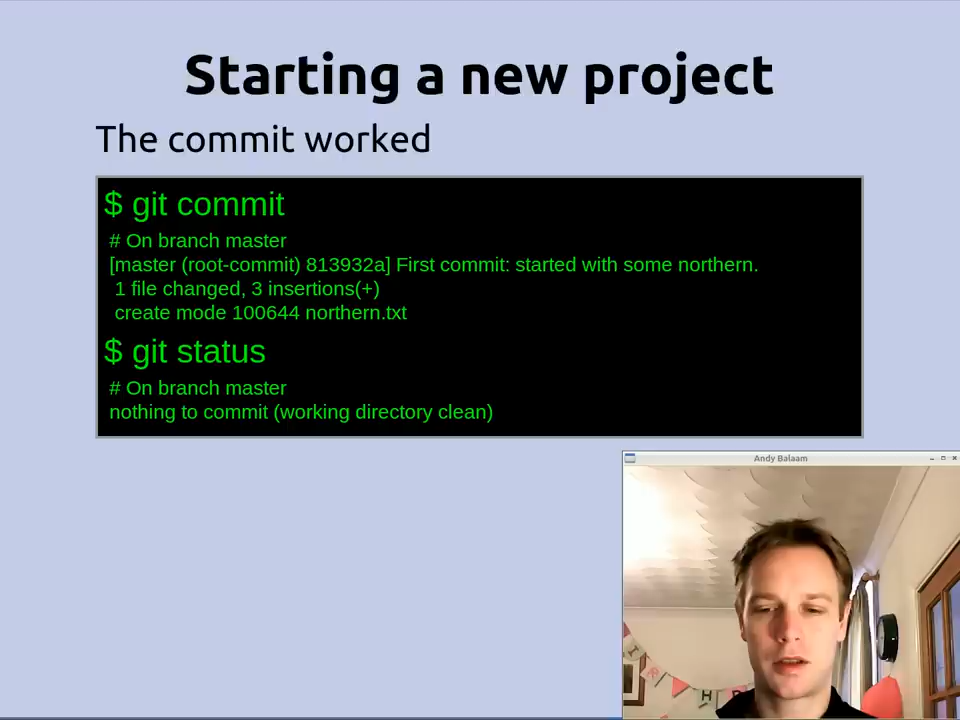 Starting a new project
The commit worked
$ git commit
# On branch master
[master (root-commit) 813932a] First commit: started with some northern.
1 file changed, 3 insertions(+)
create mode 100644 northern.txt
$ git status
# On branch master
nothing to commit (working directory clean)
Andy Balaam